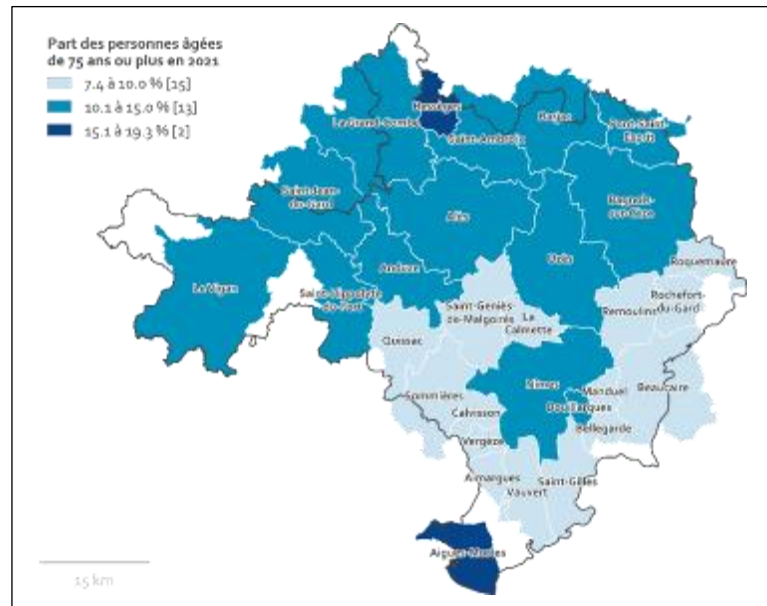 Part des personnes âgées
de 75 ans ou plus en 2021
7.4 à 10.0 % [15]
10.1 à 15.0 % [13]
15.1 à 19.3 % [2]
Bessèges
La Grand-Combe
Barjac
Pont-Saint-
Esprit
Saint-Ambroix
Saint-Jean-
du-Gard
Alès
Bagnols-
sur-Cèze
Uzès
Anduze
Roquemaure
Le Vigan
Saint-Hippolyte-
du-Fort
Rochefort-
du-Gard
Saint-Geniès-
de-Malgoirès
La
Calmette
Remoulins
Quissac
Nîmes
Manduel
Beaucaire
Sommières
Bouillargues
Calvisson
Bellegarde
Vergèze
Aimargues
Saint-Gilles
Vauvert
Aigues-Mortes
15 km